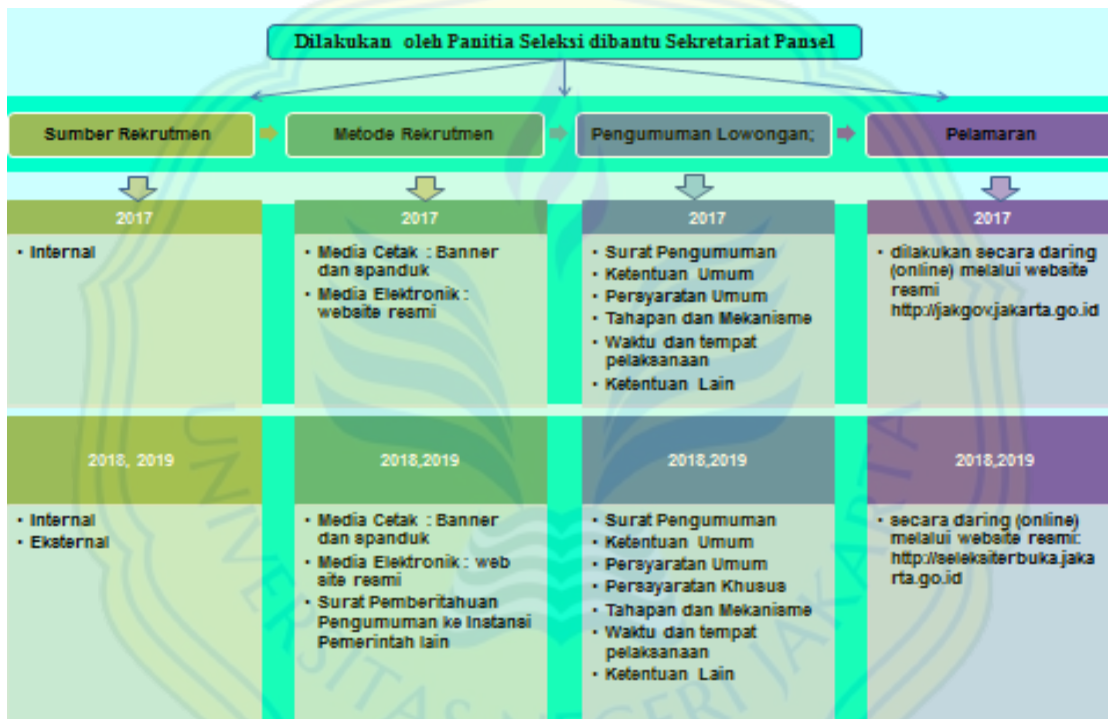 Dilakukan oleh Panitia Seleksi dibantu Sekretariat Pansel
Sumber Rekrutmen
Metode Rekrutmen
Pengumuman Lowongan;
Pelamaran
2017
• Internal
2017
• Media Cetak : Banner
dan spanduk
• Media Elektronik :
website resmi
2017
• Surat Pengumuman
• Ketentuan Umum
• Persyaratan Umum
• Tahapan dan Mekanisme
• Waktu dan tempat
pelaksanaan
• Ketentuan Lain
2017
• dilakukan secara daring
(online) melalui website
resmi
http://jakgov.jakarta.go.id
2018, 2019
• Internal
• Eksternal
2018,2019
• Media Cetak : Banner
dan spanduk
• Media Elektronik : web
site resmi
• Surat Pemberitahuan
Pengumuman ke Instansi
Pemerintah lain
2018,2019
• Surat Pengumuman
• Ketentuan Umum
• Persyaratan Umum
• Persayaratan Khusus
• Tahapan dan Mekanisme
• Waktu dan tempat
pelaksanaan
• Ketentuan Lain
2018,2019
• secara daring (online)
melalui website resmi:
http://seleksiterbuka.jaka
rta.go.id
UNIVERSITAS NEGERI JAKARTA